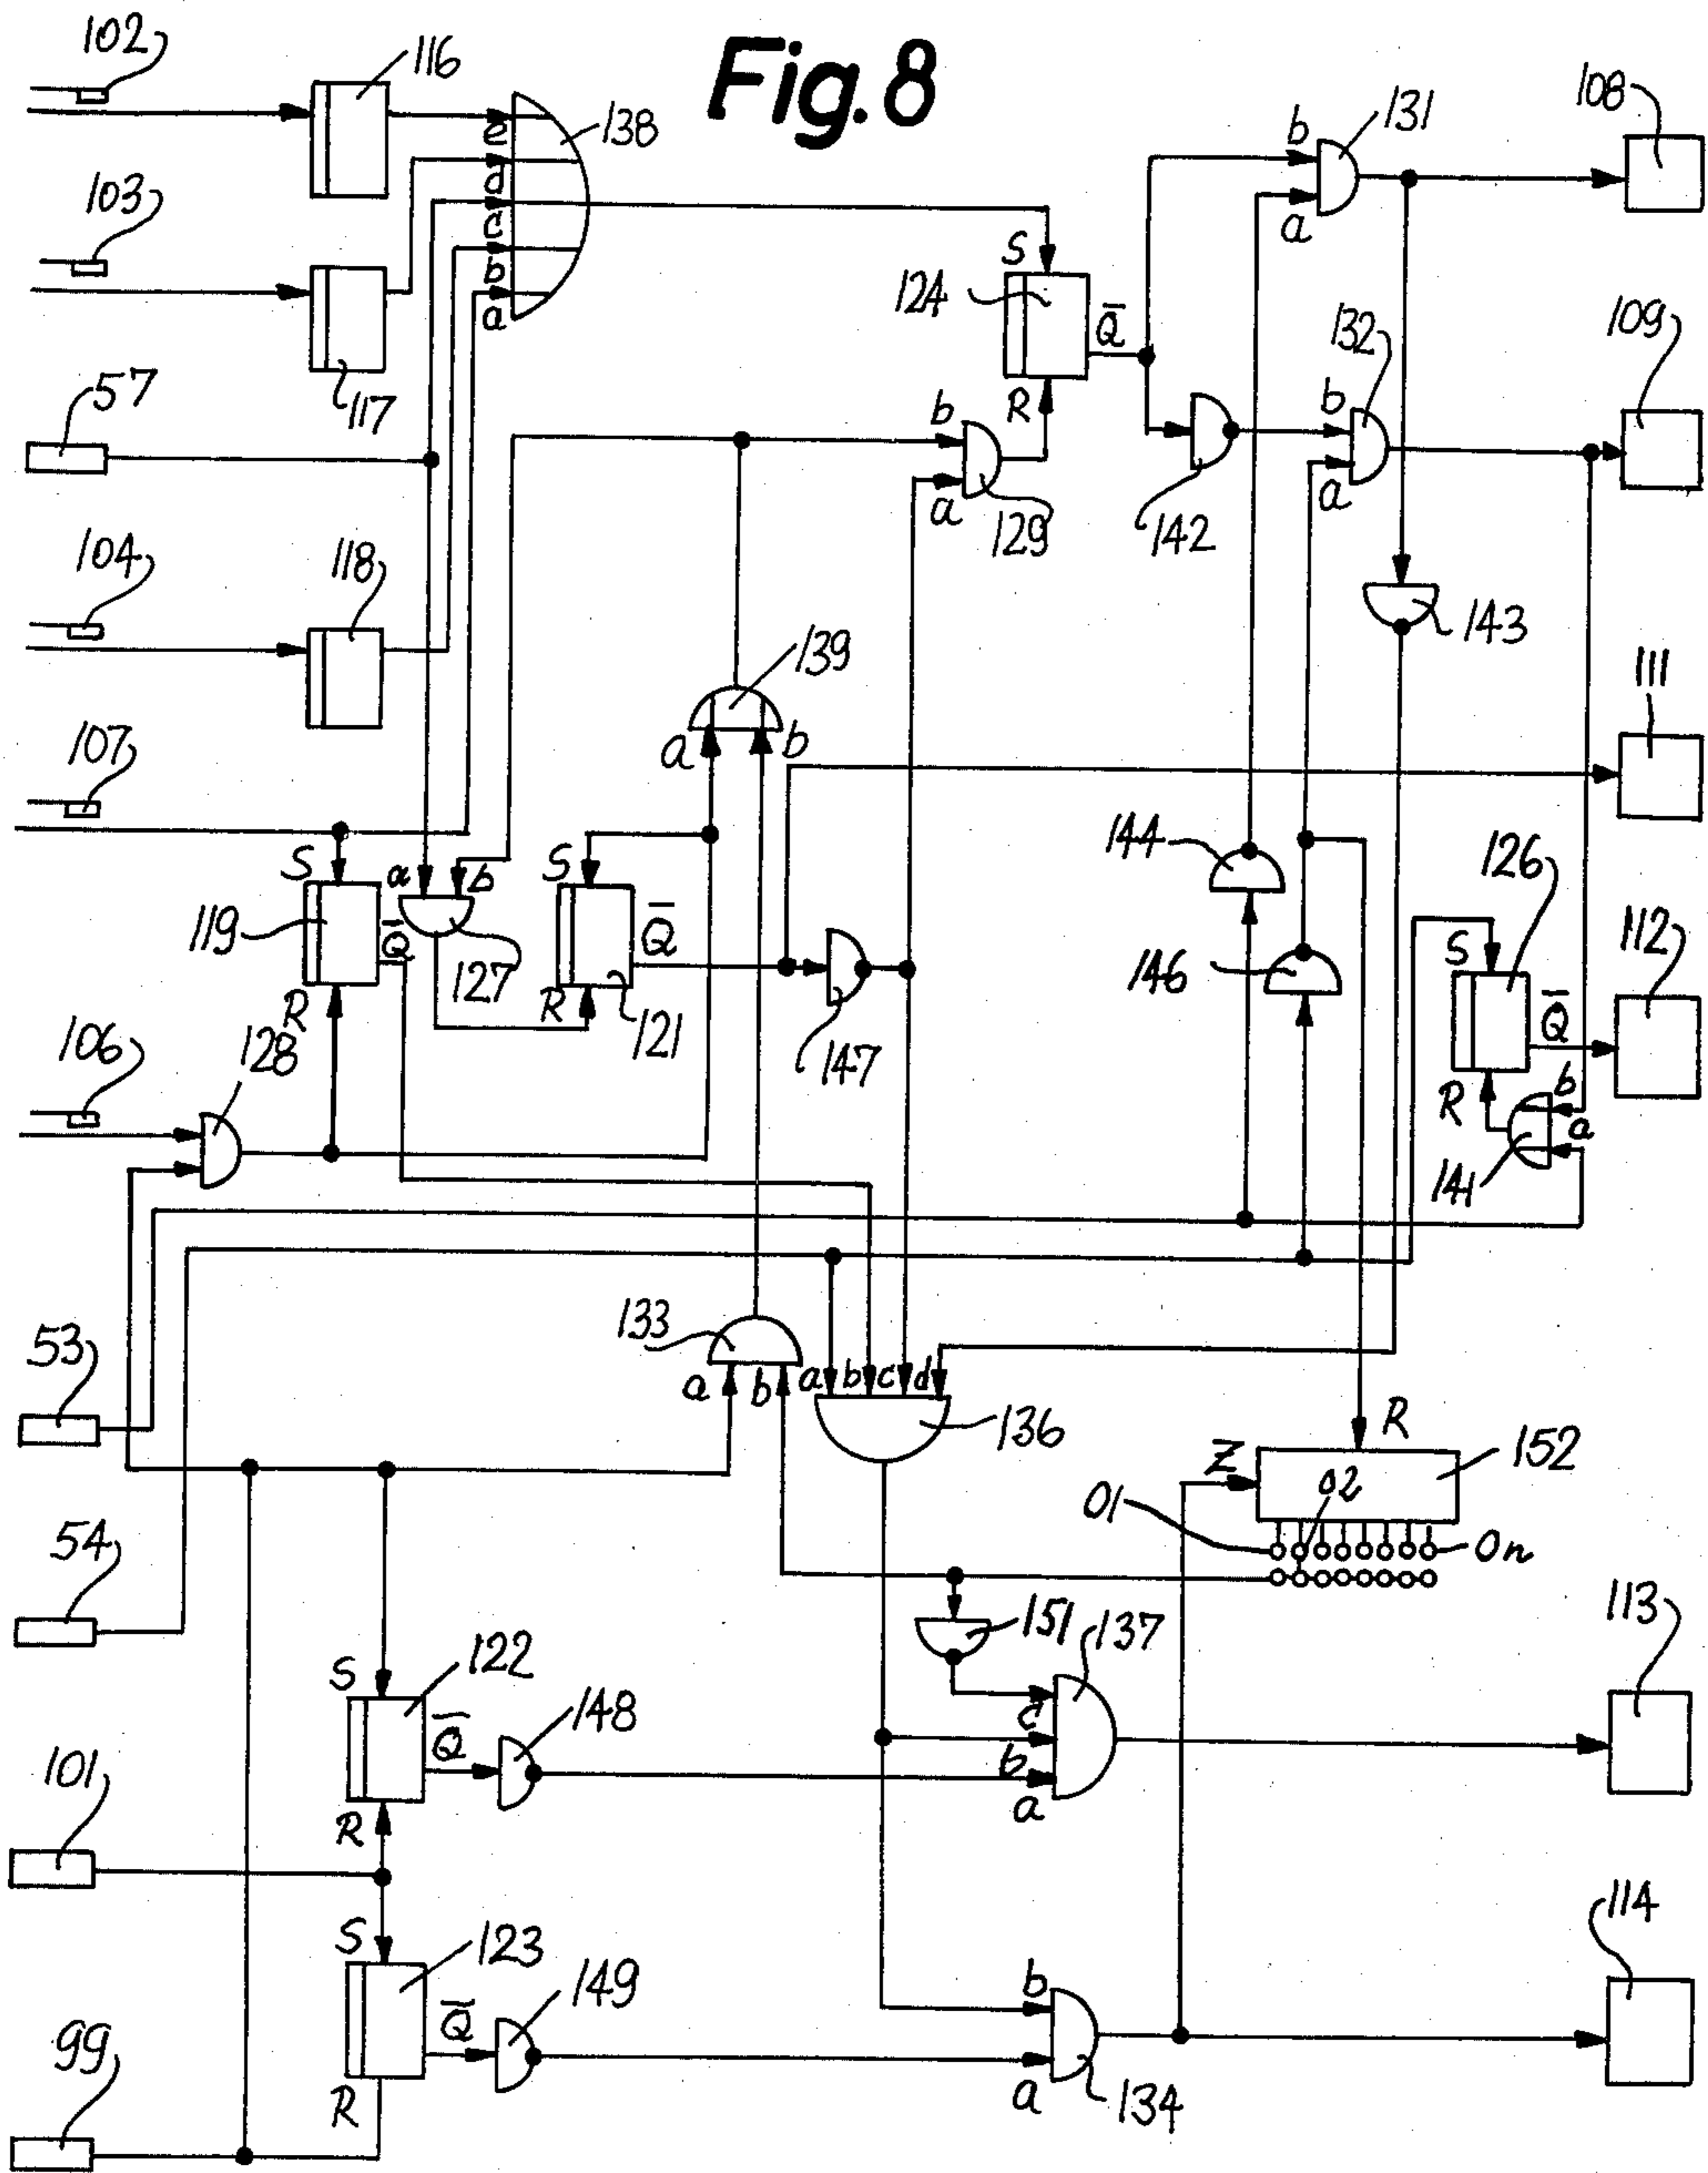 Fig. 8
102
116
138
e
d
c
b
a
103
117
57
104
118
107
S
119
Q̄
R
a
b
127
S
Q̄
R
121
147
139
a
b
106
128
S
124
Q̄
R
b
a
129
142
b
a
131
b
a
132
143
108
109
111
144
146
S
126
Q̄
R
b
a
141
112
133
a
b
a
b
c
d
136
53
54
R
Z
152
01
02
0n
151
137
c
b
a
113
S
122
Q̄
R
148
101
S
123
Q̄
R
149
b
a
134
114
99